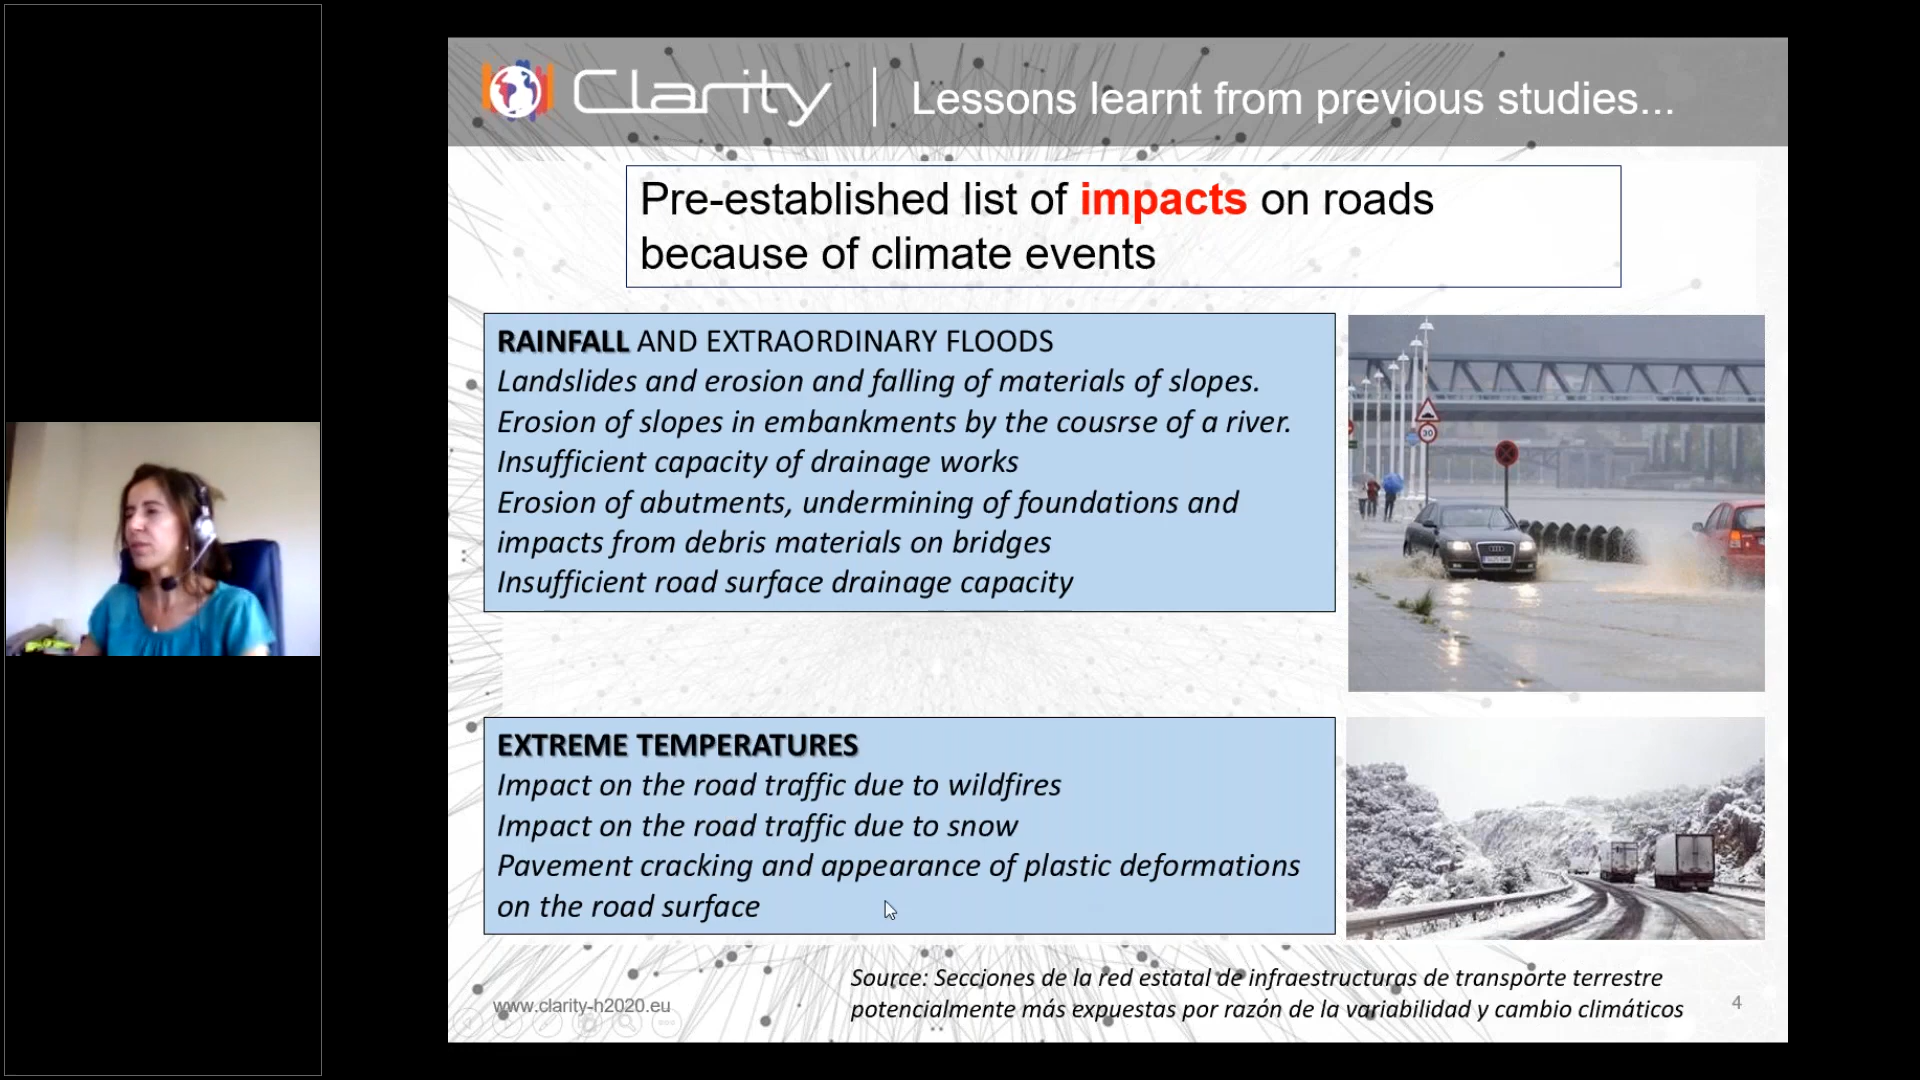 Clarity
Lessons learnt from previous studies...
Pre-established list of impacts on roads
because of climate events
RAINFALL AND EXTRAORDINARY FLOODS
Landslides and erosion and falling of materials of slopes.
Erosion of slopes in embankments by the cousrse of a river.
Insufficient capacity of drainage works
Erosion of abutments, undermining of foundations and
impacts from debris materials on bridges
Insufficient road surface drainage capacity
30
EXTREME TEMPERATURES
Impact on the road traffic due to wildfires
Impact on the road traffic due to snow
Pavement cracking and appearance of plastic deformations
on the road surface
Source: Secciones de la red estatal de infraestructuras de transporte terrestre
potencialmente más expuestas por razón de la variabilidad y cambio climáticos
www.clarity-h2020.eu
4